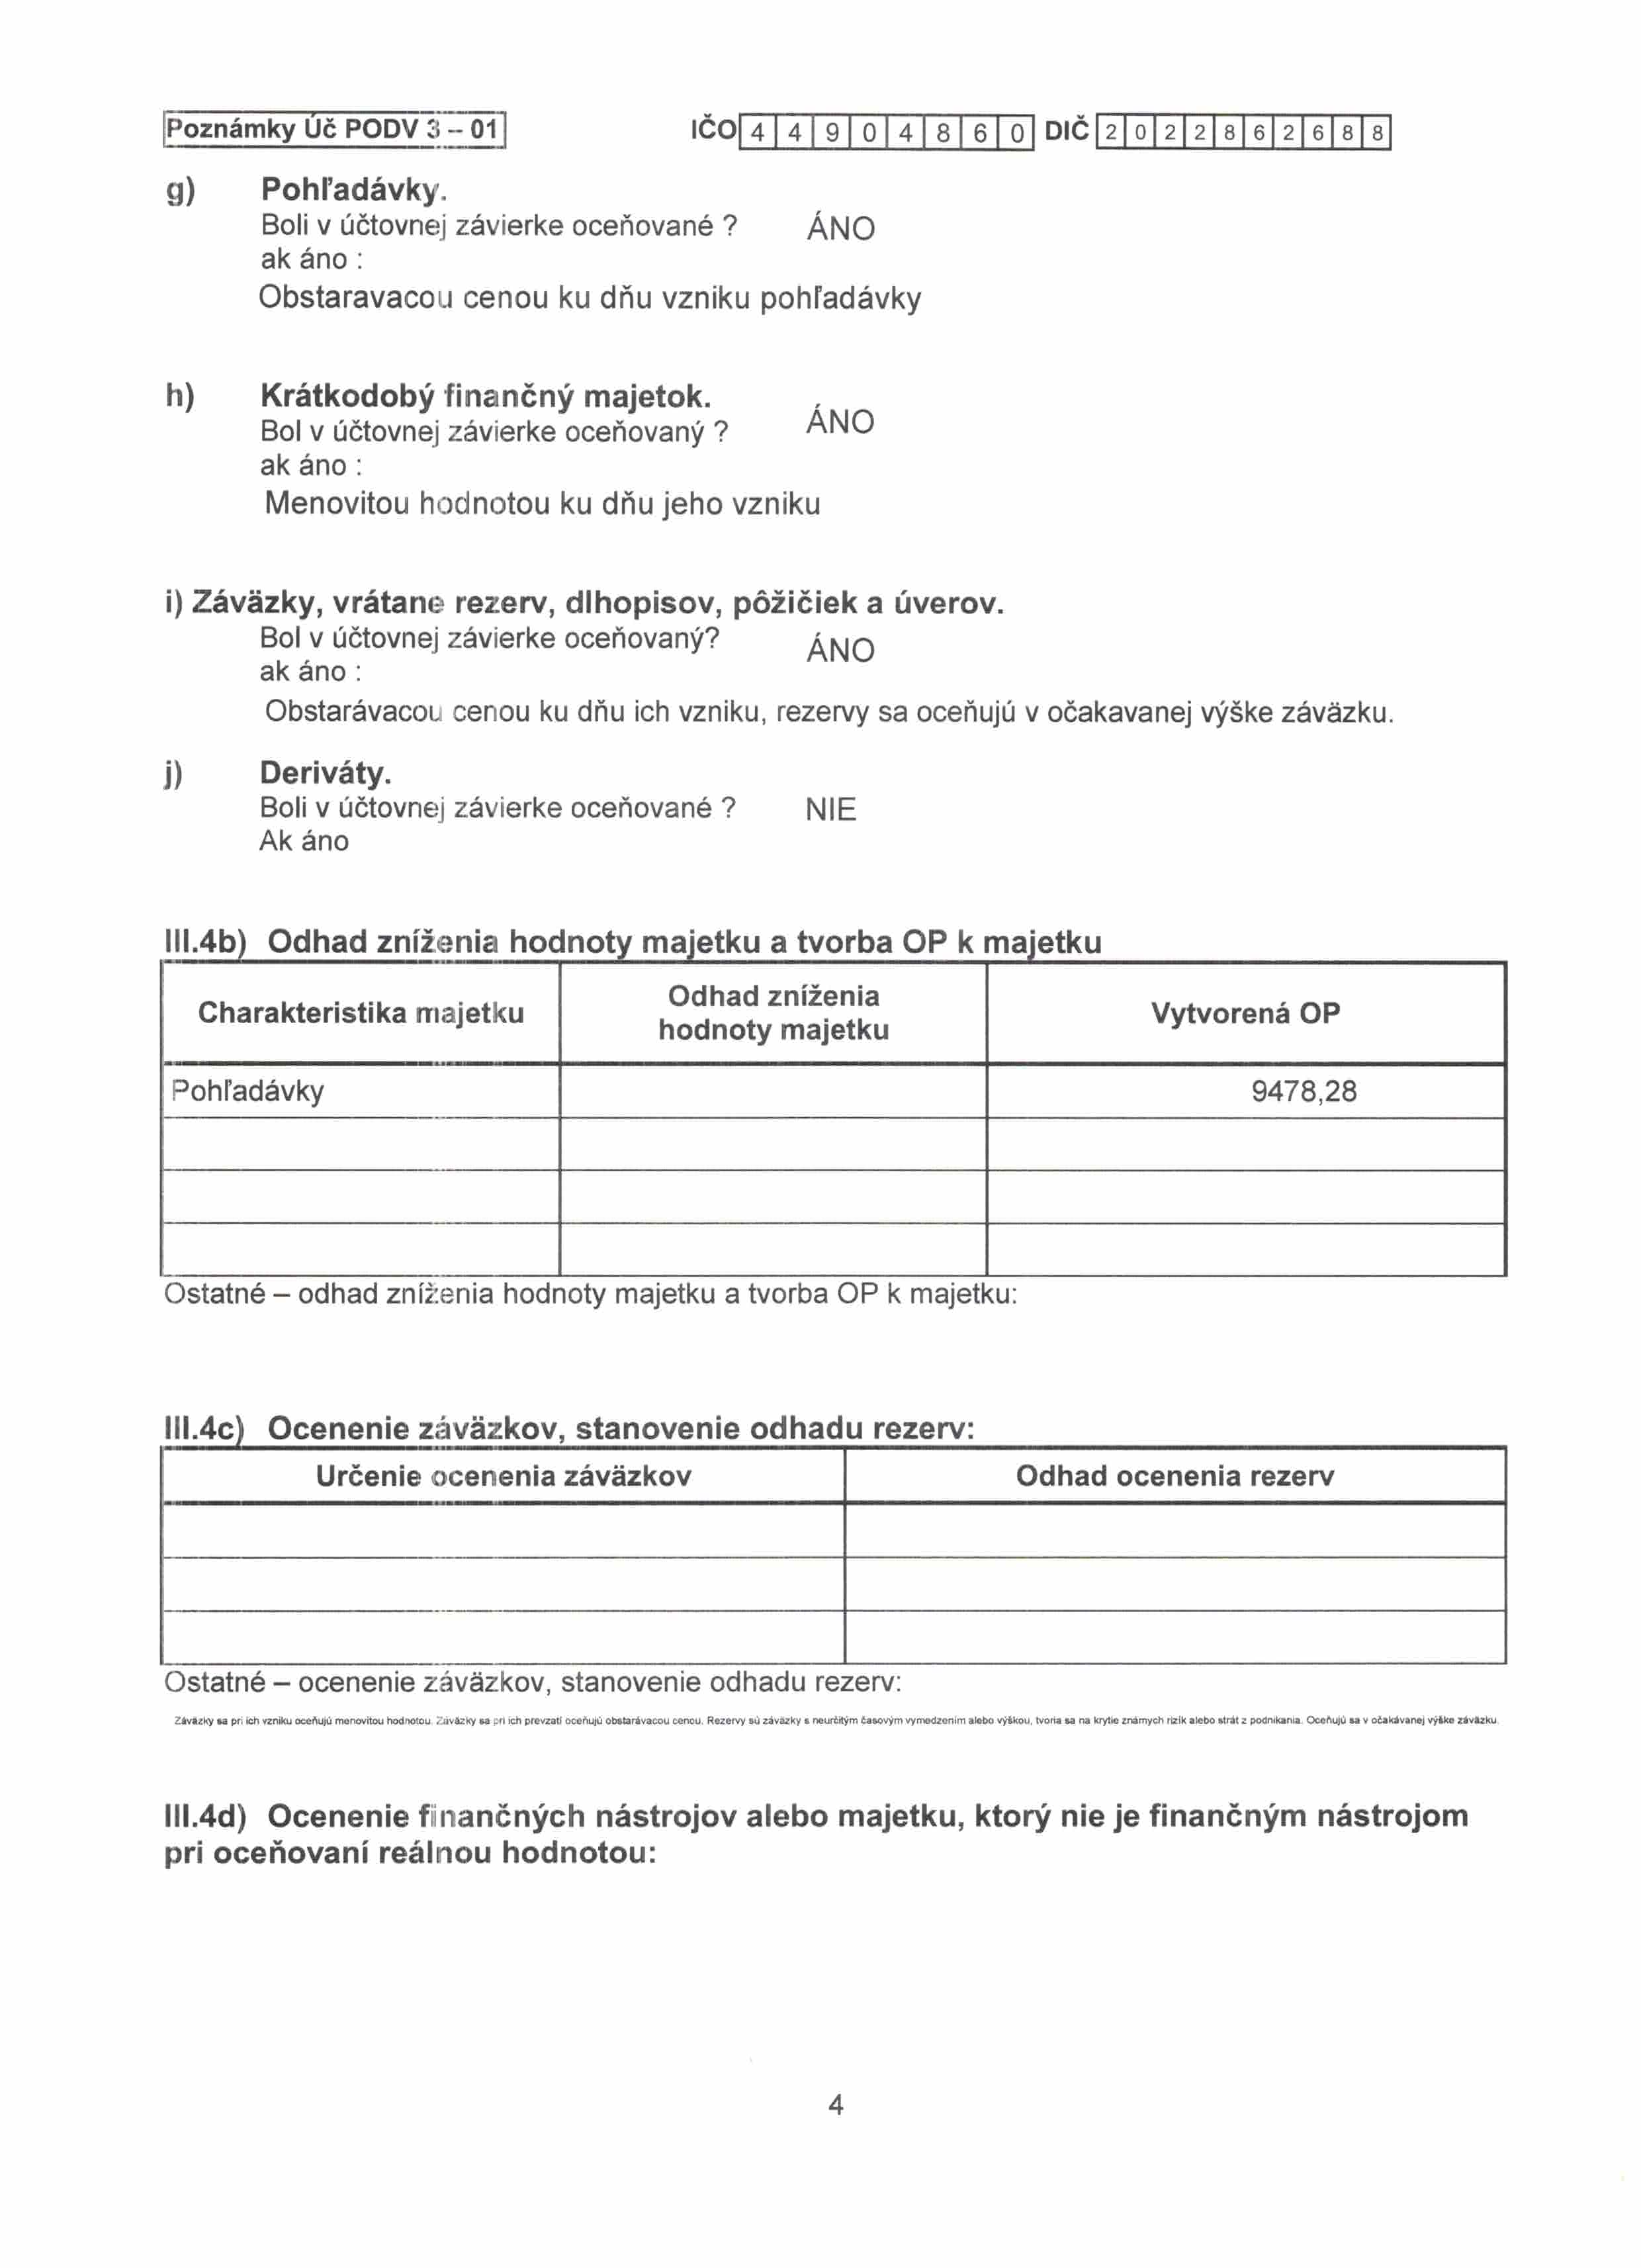 Poznámky Úč PODV 3 – 01 IČO 4 4 9 0 4 8 6 0 DIČ 2 0 2 2 8 6 2 6 8 8
g) Pohľadávky.
Boli v účtovnej závierke oceňované ? ÁNO
ak áno :
Obstaravacou cenou ku dňu vzniku pohľadávky
h) Krátkodobý finančný majetok.
Bol v účtovnej závierke oceňovaný ? ÁNO
ak áno :
Menovitou hodnotou ku dňu jeho vzniku
i) Záväzky, vrátane rezerv, dlhopisov, pôžičiek a úverov.
Bol v účtovnej závierke oceňovaný? ÁNO
ak áno :
Obstarávacou cenou ku dňu ich vzniku, rezervy sa oceňujú v očakavanej výške záväzku.
j) Deriváty.
Boli v účtovnej závierke oceňované ? NIE
Ak áno
III.4b) Odhad zníženia hodnoty majetku a tvorba OP k majetku
Charakteristika majetku Odhad zníženia hodnoty majetku Vytvorená OP
Pohľadávky 9478,28
Ostatné – odhad zníženia hodnoty majetku a tvorba OP k majetku:
III.4c) Ocenenie záväzkov, stanovenie odhadu rezerv:
Určenie ocenenia záväzkov Odhad ocenenia rezerv
Ostatné – ocenenie záväzkov, stanovenie odhadu rezerv:
Záväzky sa pri ich vzniku oceňujú menovitou hodnotou. Záväzky sa pri ich prevzatí oceňujú obstarávacou cenou. Rezervy sú záväzky s neurčitým časovým vymedzením alebo výškou, tvoria sa na krytie známych rizík alebo strát z podnikania. Oceňujú sa v očakávanej výške záväzku.
III.4d) Ocenenie finančných nástrojov alebo majetku, ktorý nie je finančným nástrojom
pri oceňovaní reálnou hodnotou:
4